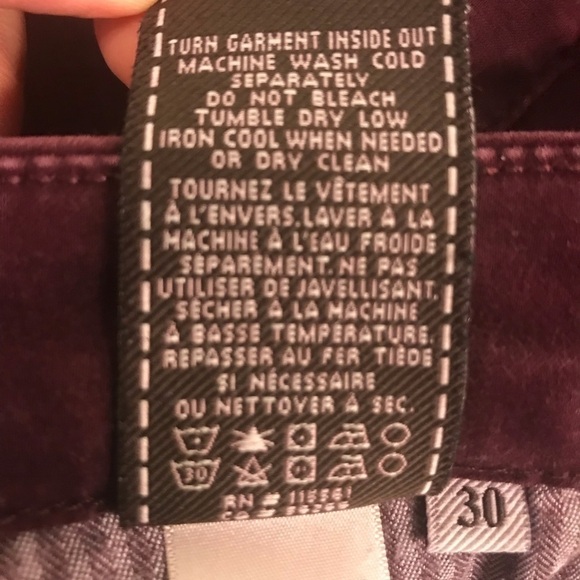 TURN GARMENT INSIDE OUT
MACHINE WASH COLD
SEPARATELY
DO NOT BLEACH
TUMBLE DRY LOW
IRON COOL WHEN NEEDED
OR DRY CLEAN
TOURNEZ LE VÊTEMENT
À L'ENVERS.LAVER À LA
MACHINE À L'EAU FROIDE
SÉPAREMENT. NE PAS
UTILISER DE JAVELLISANT.
SÉCHER À LA MACHINE
À BASSE TEMPÉRATURE.
REPASSER AU FER TIÈDE
SI NÉCESSAIRE
OU NETTOYER À SEC.
30
RN #
30